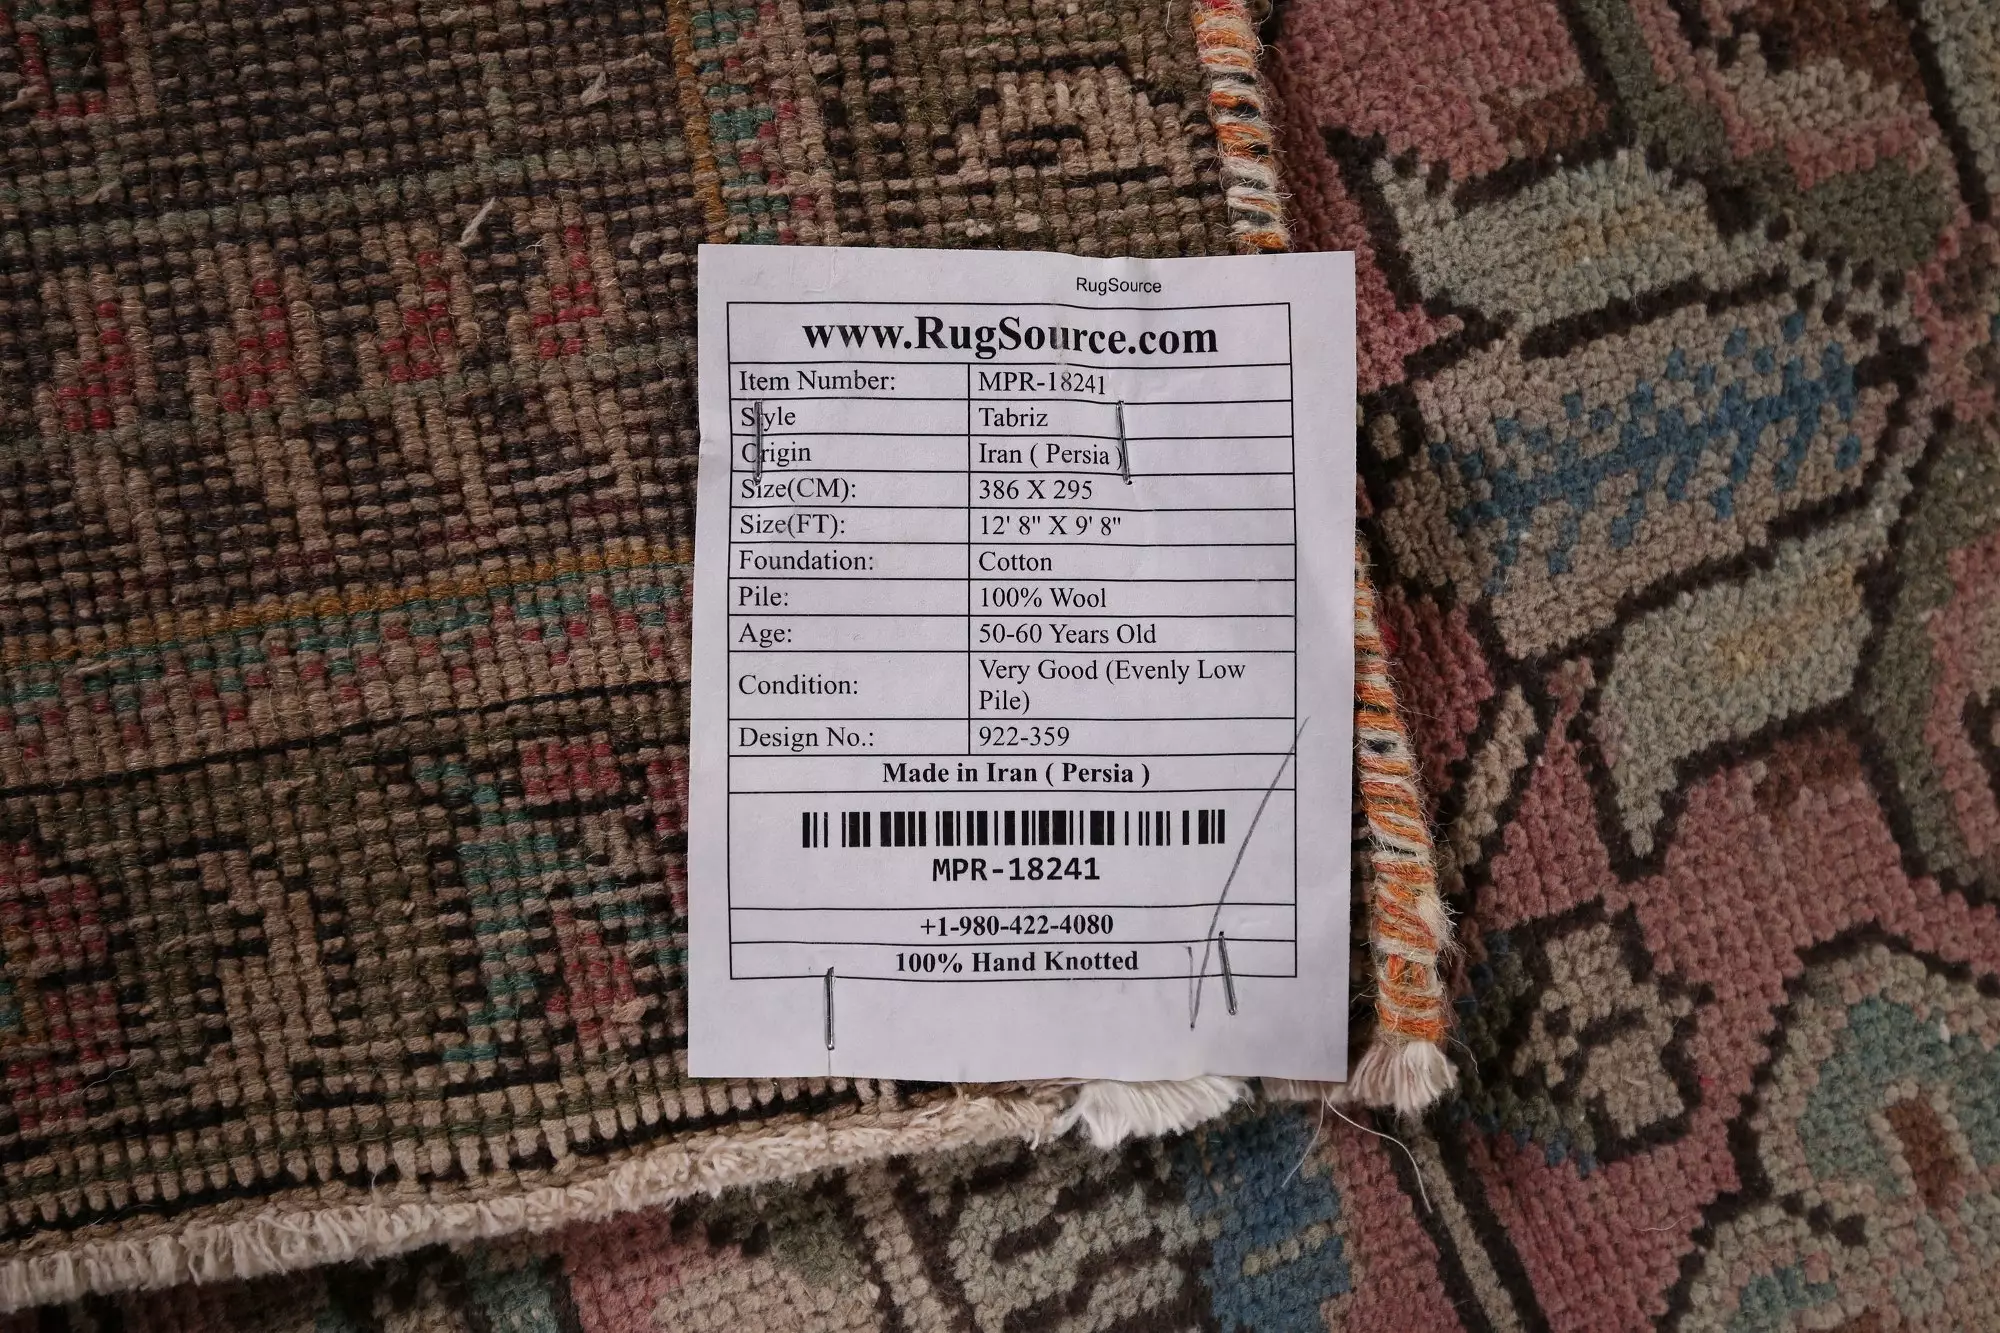 RugSource
www.RugSource.com
Item Number: MPR-18241
Style Tabriz
Origin Iran ( Persia )
Size(CM): 386 X 295
Size(FT): 12' 8" X 9' 8"
Foundation: Cotton
Pile: 100% Wool
Age: 50-60 Years Old
Condition: Very Good (Evenly Low
Pile)
Design No.: 922-359
Made in Iran ( Persia )
MPR-18241
+1-980-422-4080
100% Hand Knotted